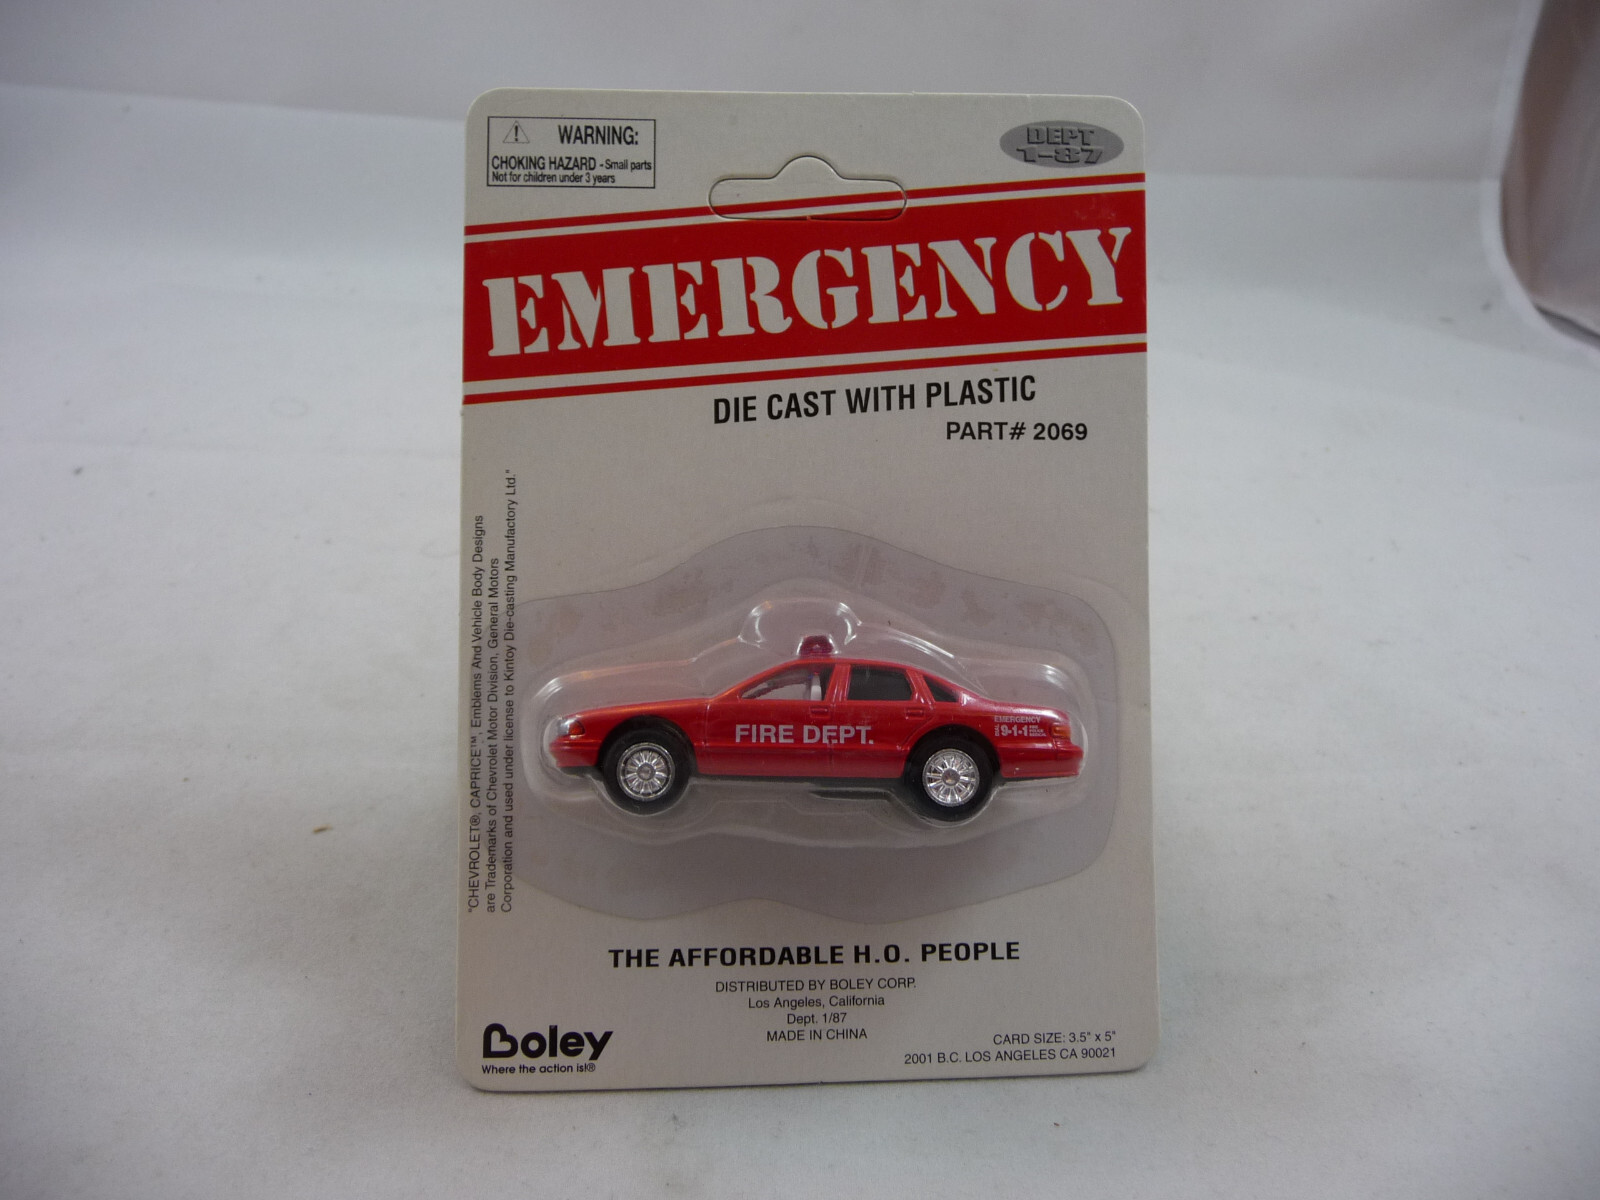 WARNING:
CHOKING HAZARD - Small parts
Not for children under 3 years
DEPT
1-87
EMERGENCY
DIE CAST WITH PLASTIC
PART# 2069
"CHEVROLET®, CAPRICE™, Emblems And Vehicle Body Designs
are Trademarks of Chevrolet Motor Division, General Motors
Corporation and used under license to Kintoy Die-casting Manufactory Ltd."
FIRE DEPT.
EMERGENCY
9-1-1
THE AFFORDABLE H.O. PEOPLE
DISTRIBUTED BY BOLEY CORP.
Los Angeles, California
Dept. 1/87
MADE IN CHINA
Boley
Where the action is!®
CARD SIZE: 3.5" x 5"
2001 B.C. LOS ANGELES CA 90021